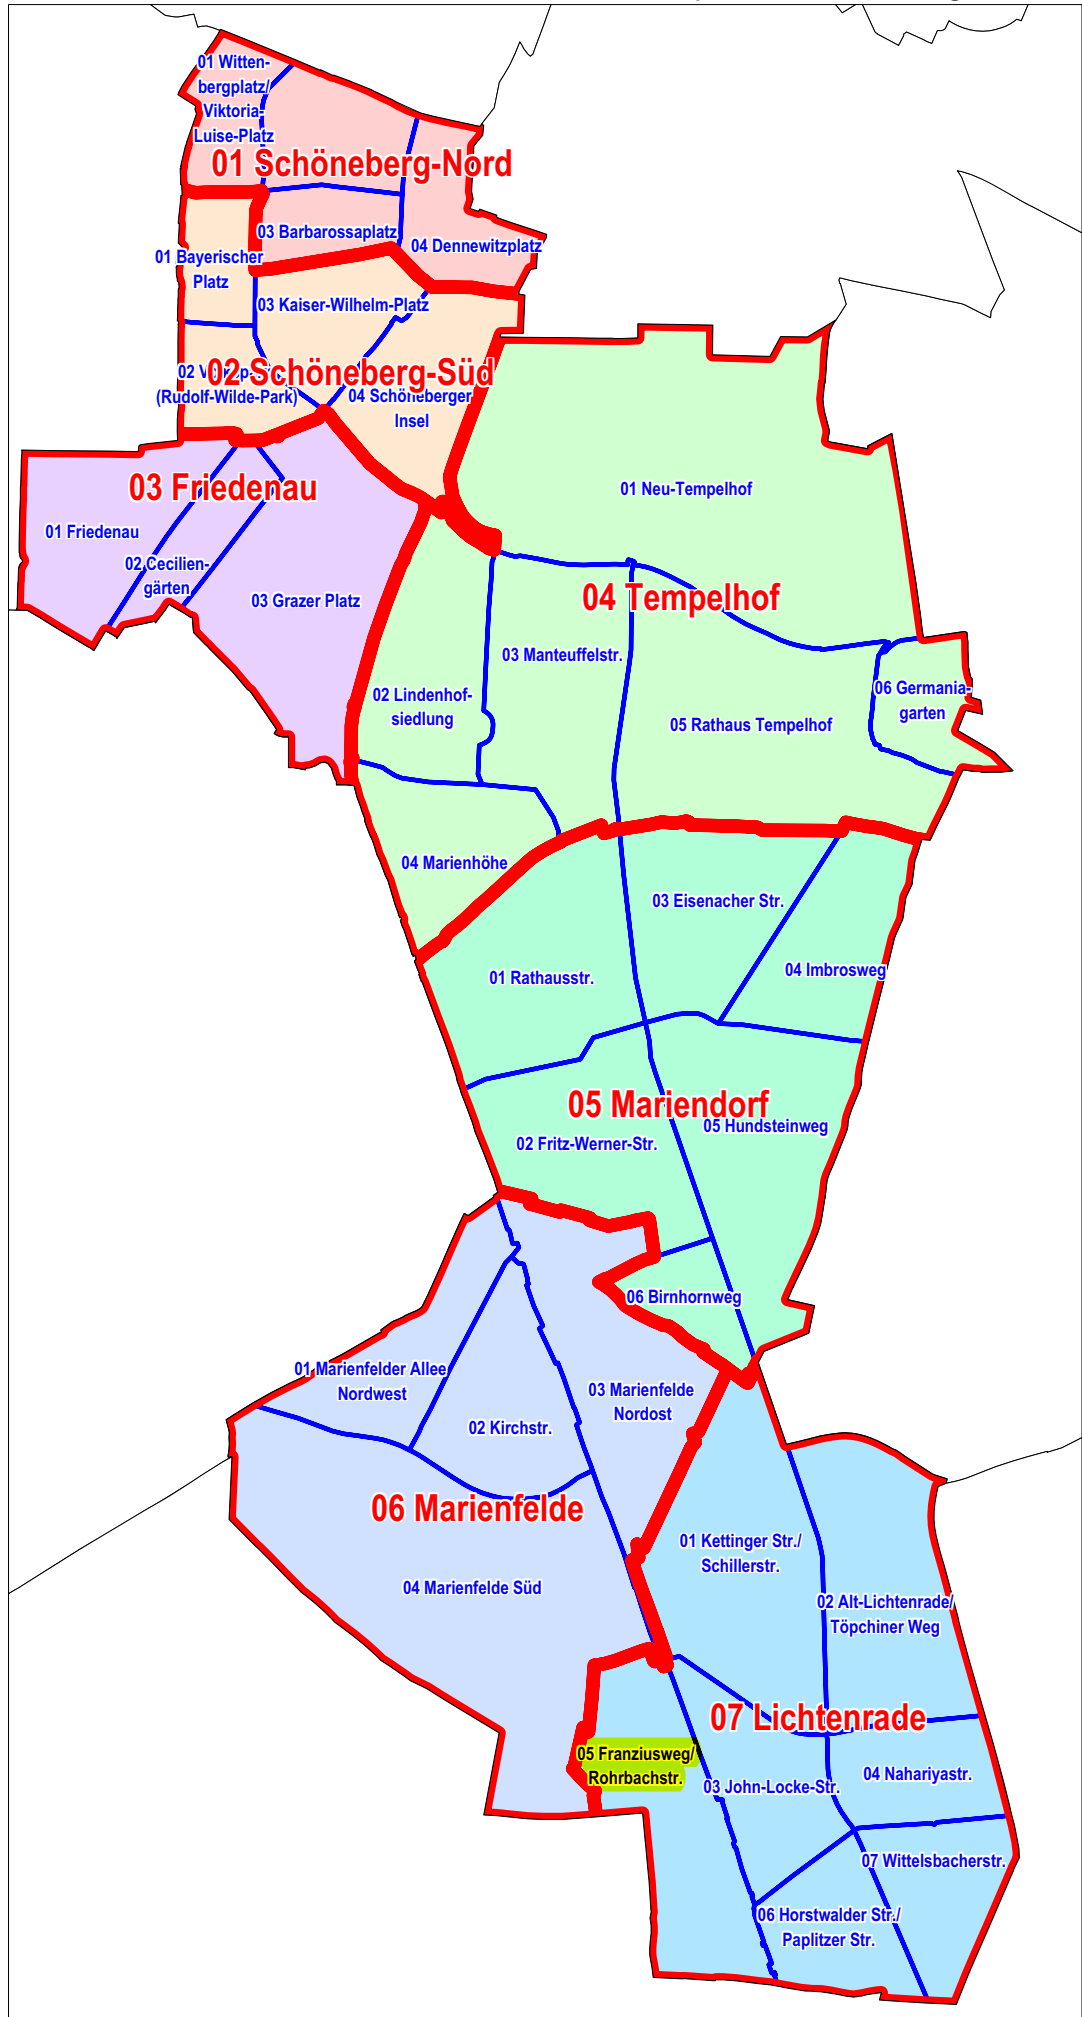 01 Witten-
bergplatz/
Viktoria-
Luise-Platz
01 Schöneberg-Nord
03 Barbarossaplatz
04 Dennewitzplatz
01 Bayerischer
Platz
03 Kaiser-Wilhelm-Platz
02 Schöneberg-Süd
02
(Rudolf-Wilde-Park)
04 Schöneberger
Insel
03 Friedenau
01 Friedenau
02 Cecilien-
gärten
03 Grazer Platz
01 Neu-Tempelhof
04 Tempelhof
03 Manteuffelstr.
02 Lindenhof-
siedlung
06 Germania-
garten
05 Rathaus Tempelhof
04 Marienhöhe
03 Eisenacher Str.
01 Rathausstr.
04 Imbrosweg
05 Mariendorf
05 Hundsteinweg
02 Fritz-Werner-Str.
06 Birnhornweg
01 Marienfelder Allee
Nordwest
03 Marienfelde
Nordost
02 Kirchstr.
06 Marienfelde
04 Marienfelde Süd
01 Kettinger Str./
Schillerstr.
02 Alt-Lichtenrade/
Töpchiner Weg
07 Lichtenrade
05 Franziusweg/
Rohrbachstr.
03 John-Locke-Str.
04 Nahariyastr.
07 Wittelsbacherstr.
06 Horstwalder Str./
Paplitzer Str.